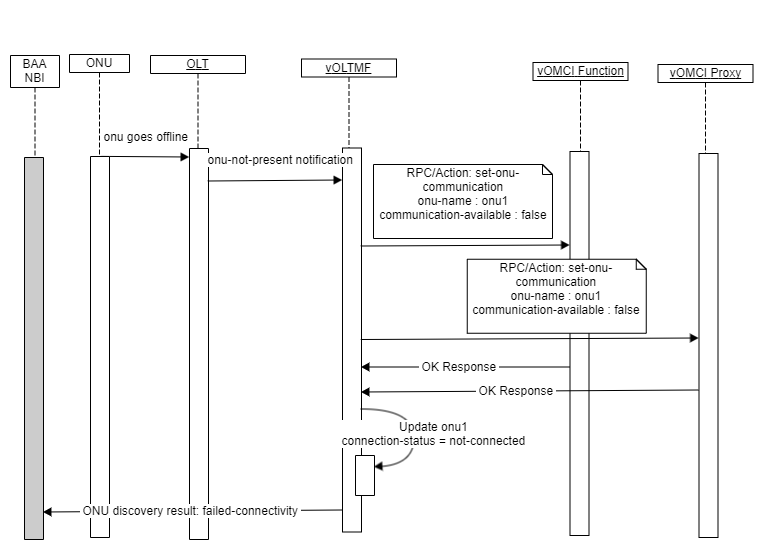 BAA
NBI
ONU
OLT
vOLTMF
vOMCI Function
vOMCI Proxy
onu goes offline
onu-not-present notification
RPC/Action: set-onu-
communication
onu-name : onu1
communication-available : false
RPC/Action: set-onu-
communication
onu-name : onu1
communication-available : false
OK Response
OK Response
Update onu1
connection-status = not-connected
ONU discovery result: failed-connectivity